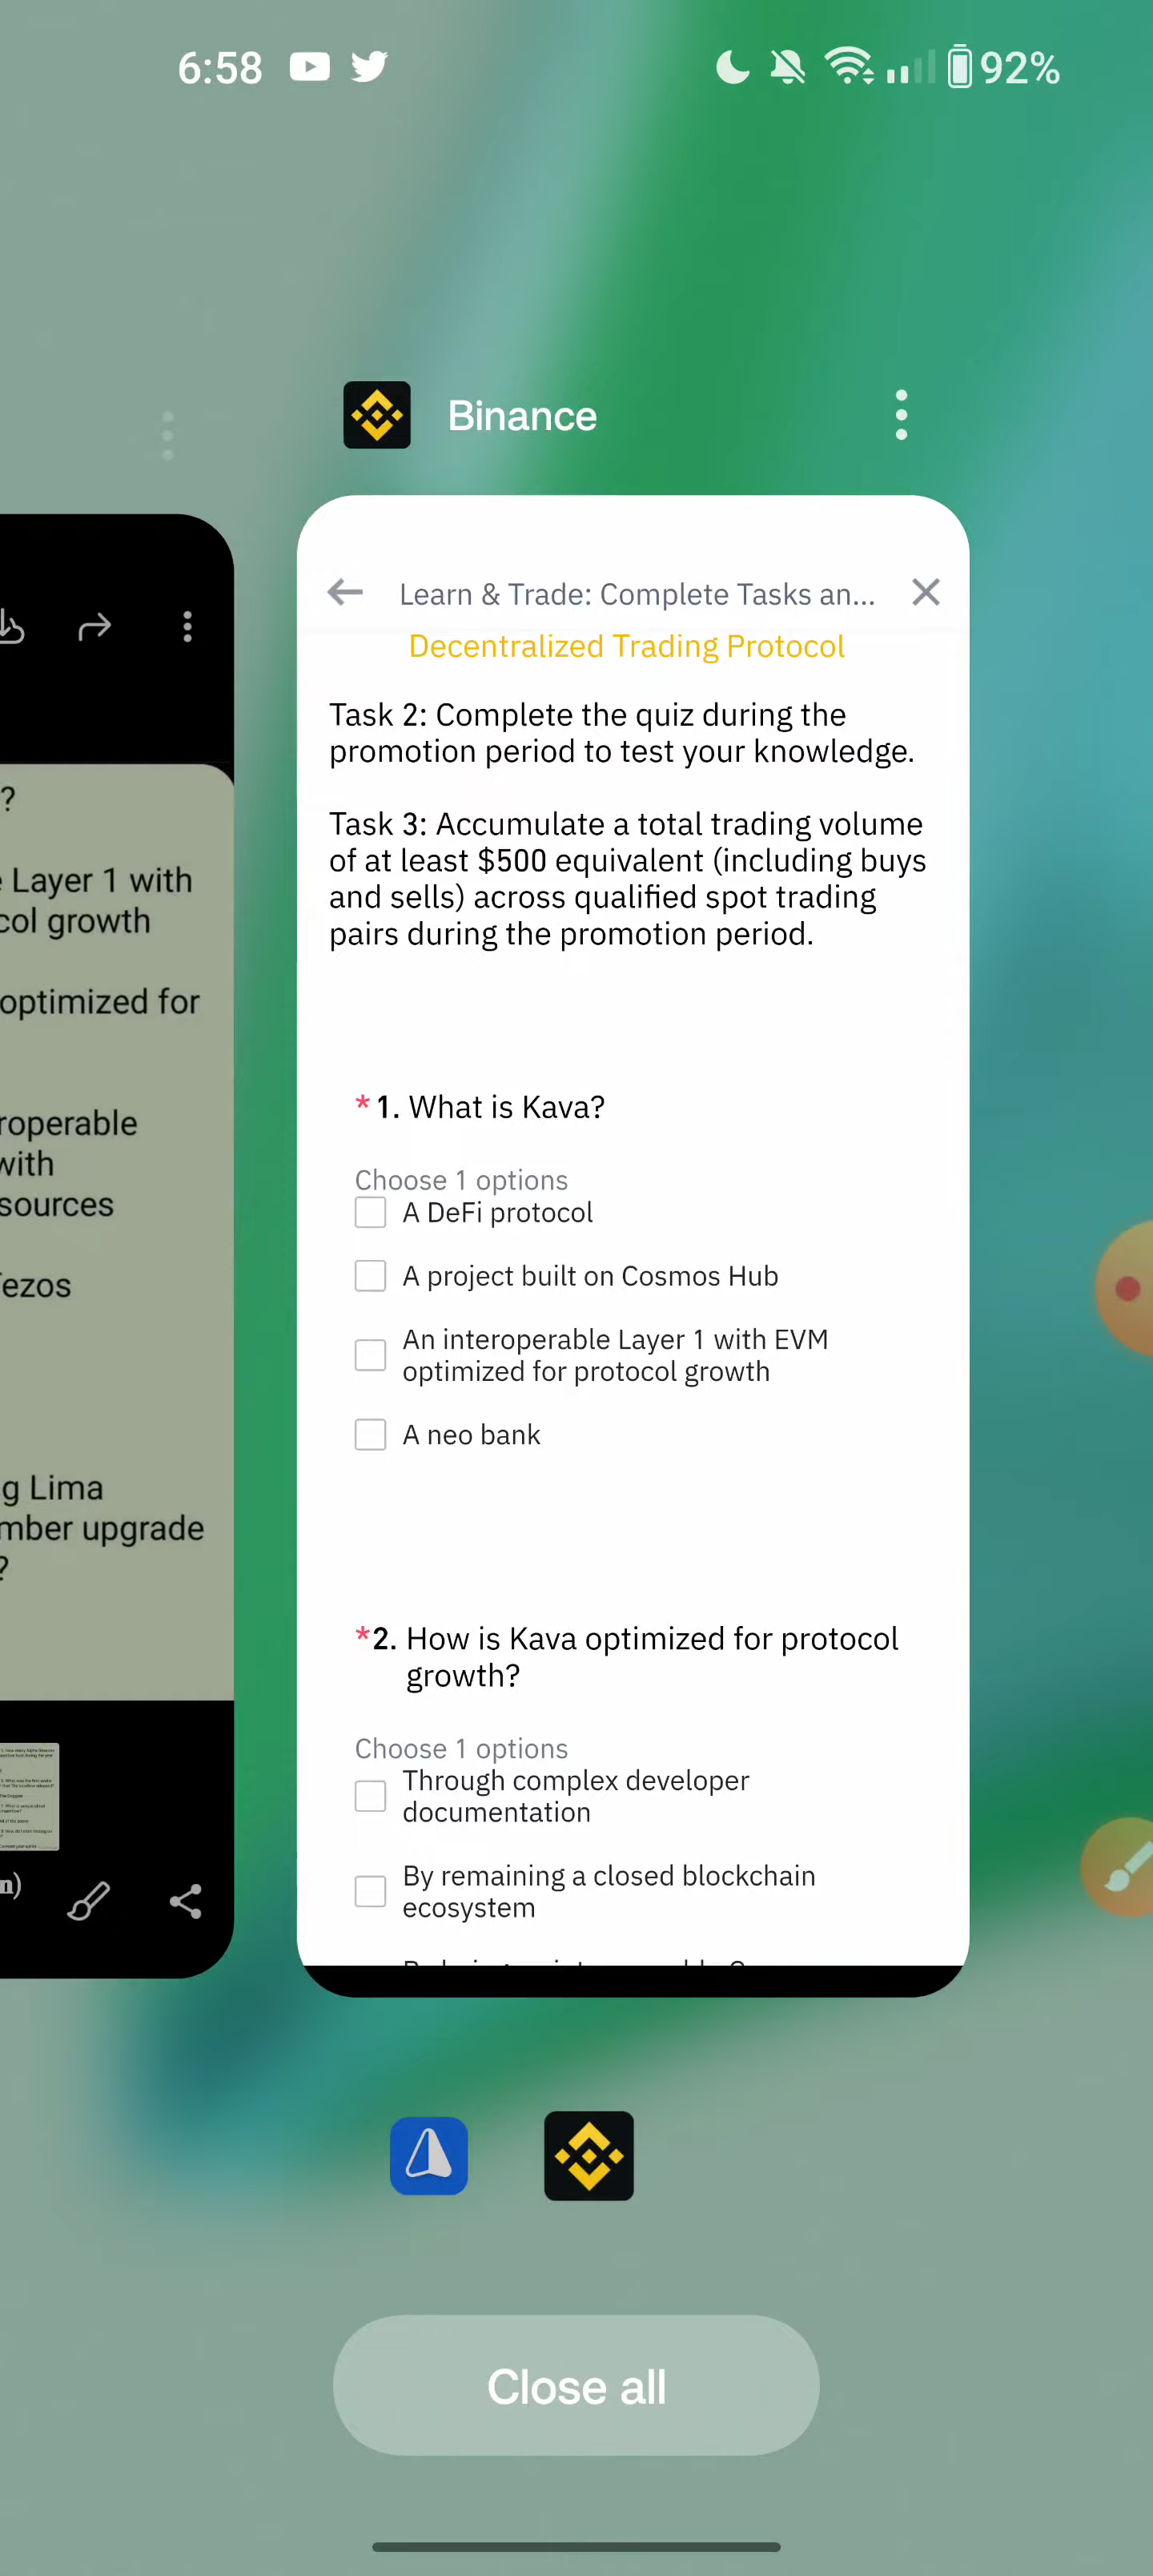 6:58
92%
Binance
?
Layer 1 with
col growth
optimized for
roperable
with
sources
ezos
g Lima
mber upgrade
?
n)
Learn & Trade: Complete Tasks an...
Decentralized Trading Protocol
Task 2: Complete the quiz during the
promotion period to test your knowledge.
Task 3: Accumulate a total trading volume
of at least $500 equivalent (including buys
and sells) across qualified spot trading
pairs during the promotion period.
* 1. What is Kava?
Choose 1 options
A DeFi protocol
A project built on Cosmos Hub
An interoperable Layer 1 with EVM
optimized for protocol growth
A neo bank
*2. How is Kava optimized for protocol
growth?
Choose 1 options
Through complex developer
documentation
By remaining a closed blockchain
ecosystem
Close all